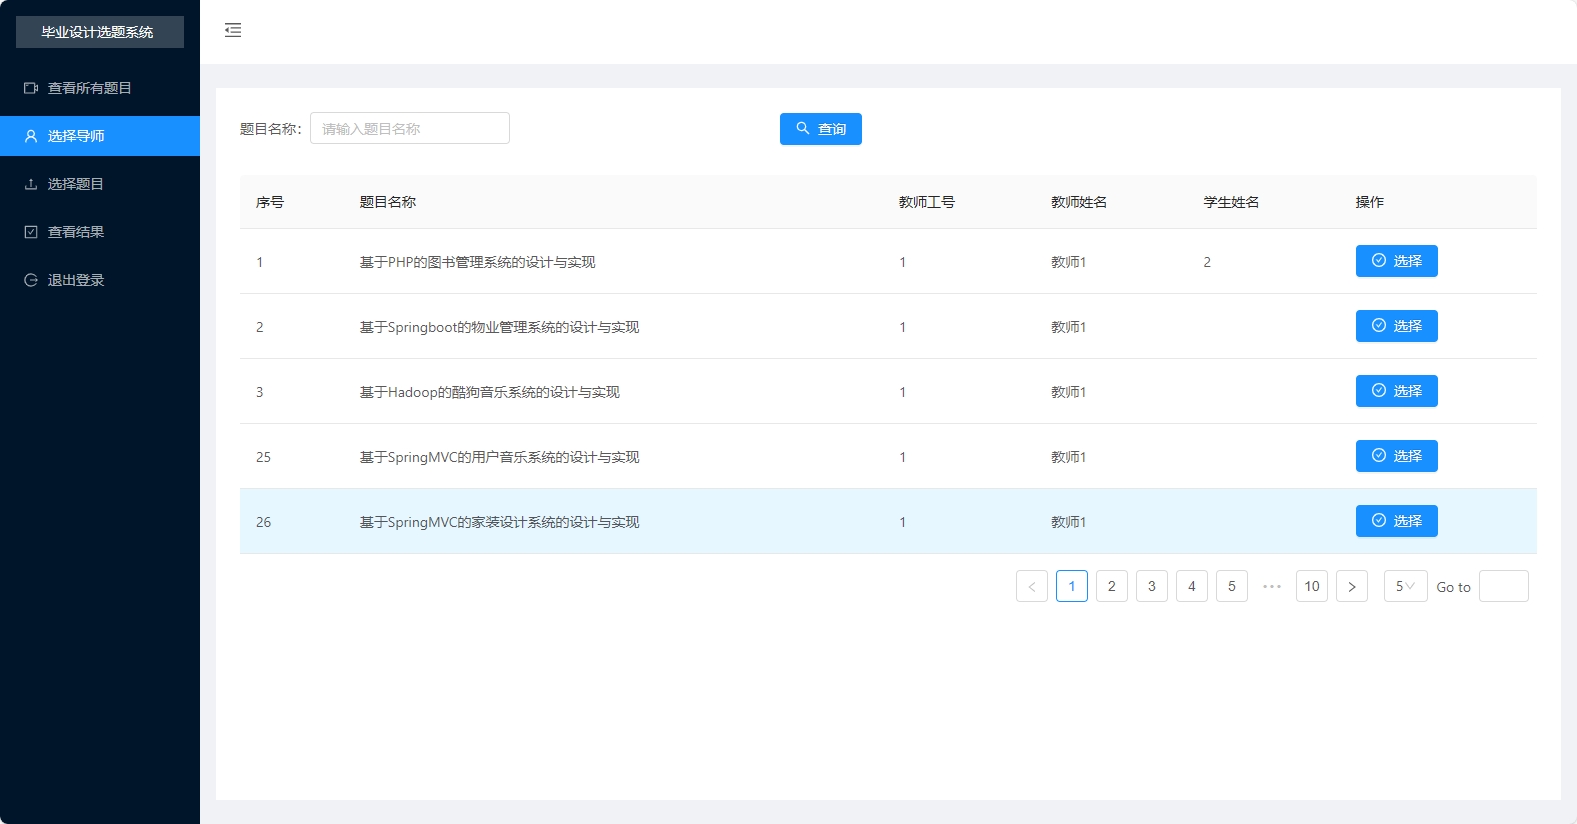 毕业设计选题系统
查看所有题目
选择导师
选择题目
查看结果
退出登录
题目名称： 请输入题目名称 查询
序号 题目名称 教师工号 教师姓名 学生姓名 操作
1 基于PHP的图书管理系统的设计与实现 1 教师1 2 选择
2 基于Springboot的物业管理系统的设计与实现 1 教师1 选择
3 基于Hadoop的酷狗音乐系统的设计与实现 1 教师1 选择
25 基于SpringMVC的用户音乐系统的设计与实现 1 教师1 选择
26 基于SpringMVC的家装设计系统的设计与实现 1 教师1 选择
< 1 2 3 4 5 ••• 10 > 5 Go to